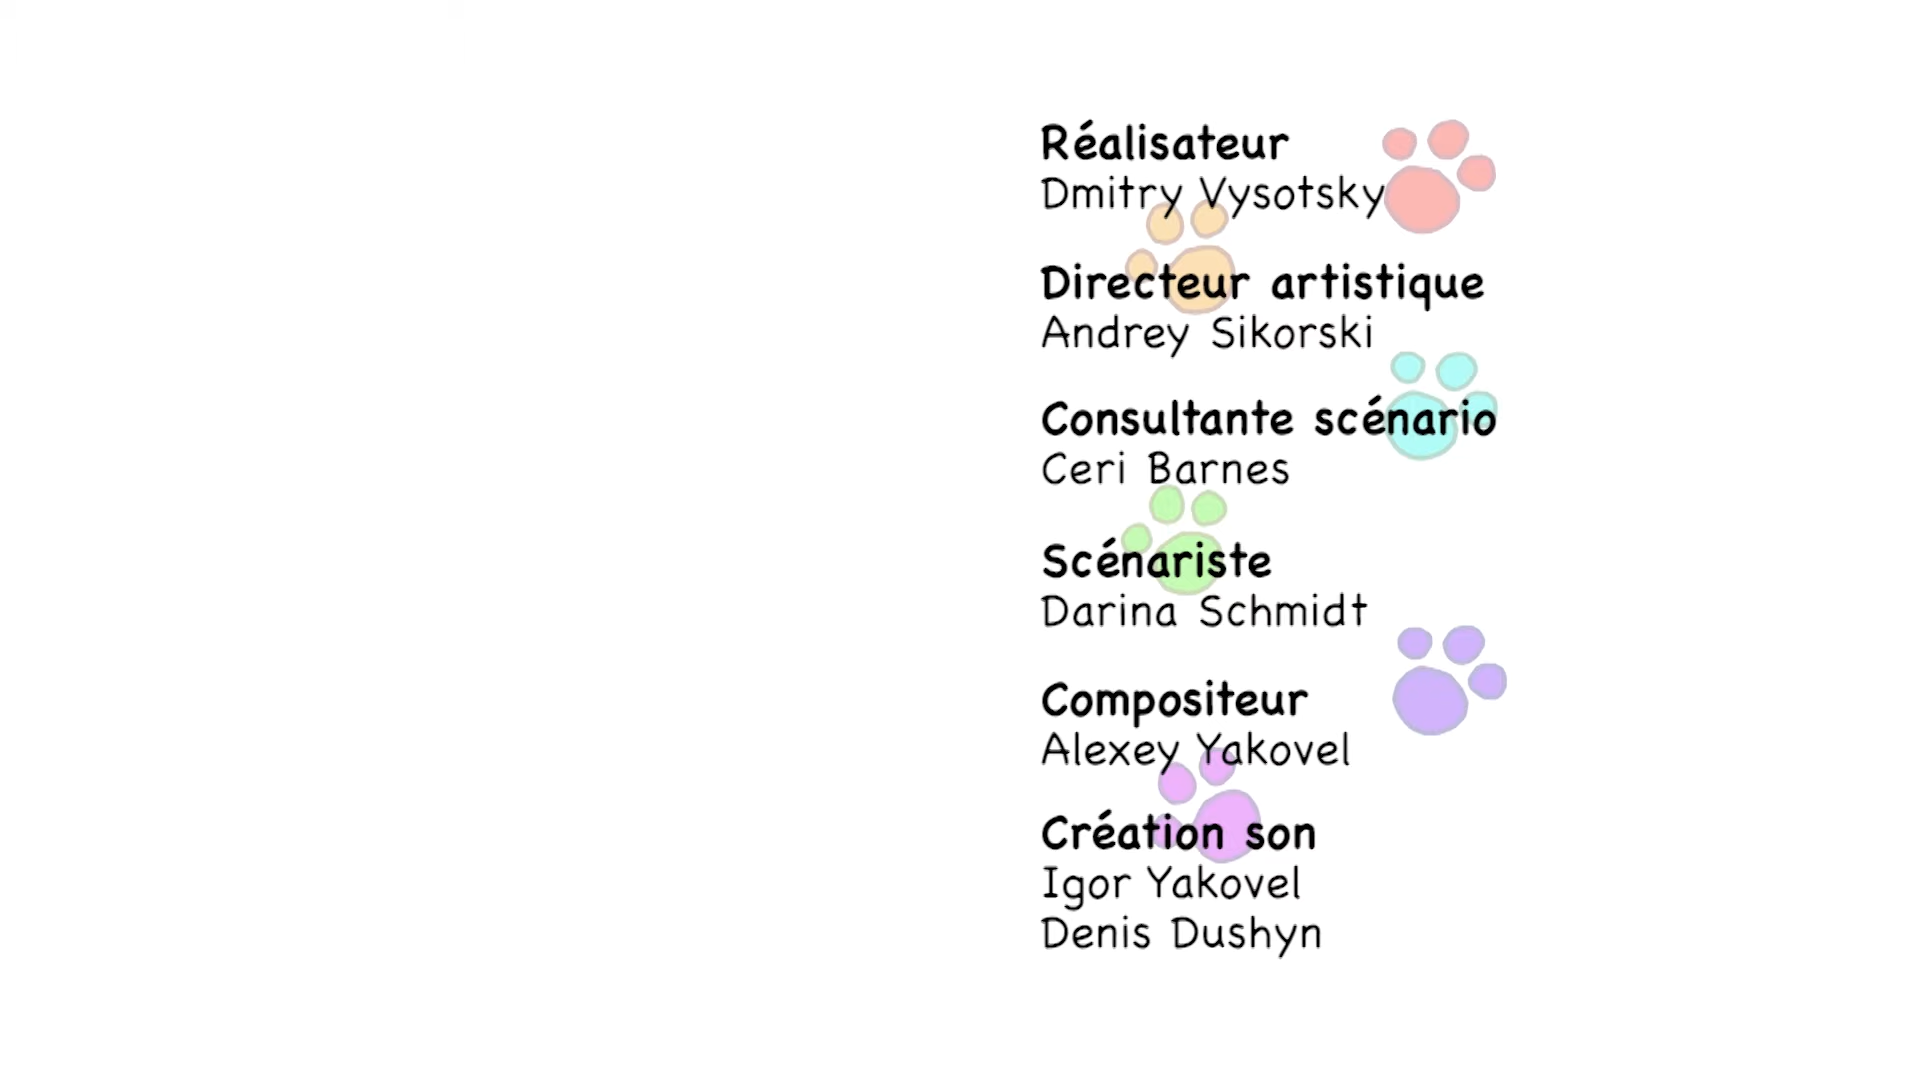 Réalisateur
Dmitry Vysotsky
Directeur artistique
Andrey Sikorski
Consultante scénario
Ceri Barnes
Scénariste
Darina Schmidt
Compositeur
Alexey Yakovel
Création son
Igor Yakovel
Denis Dushyn